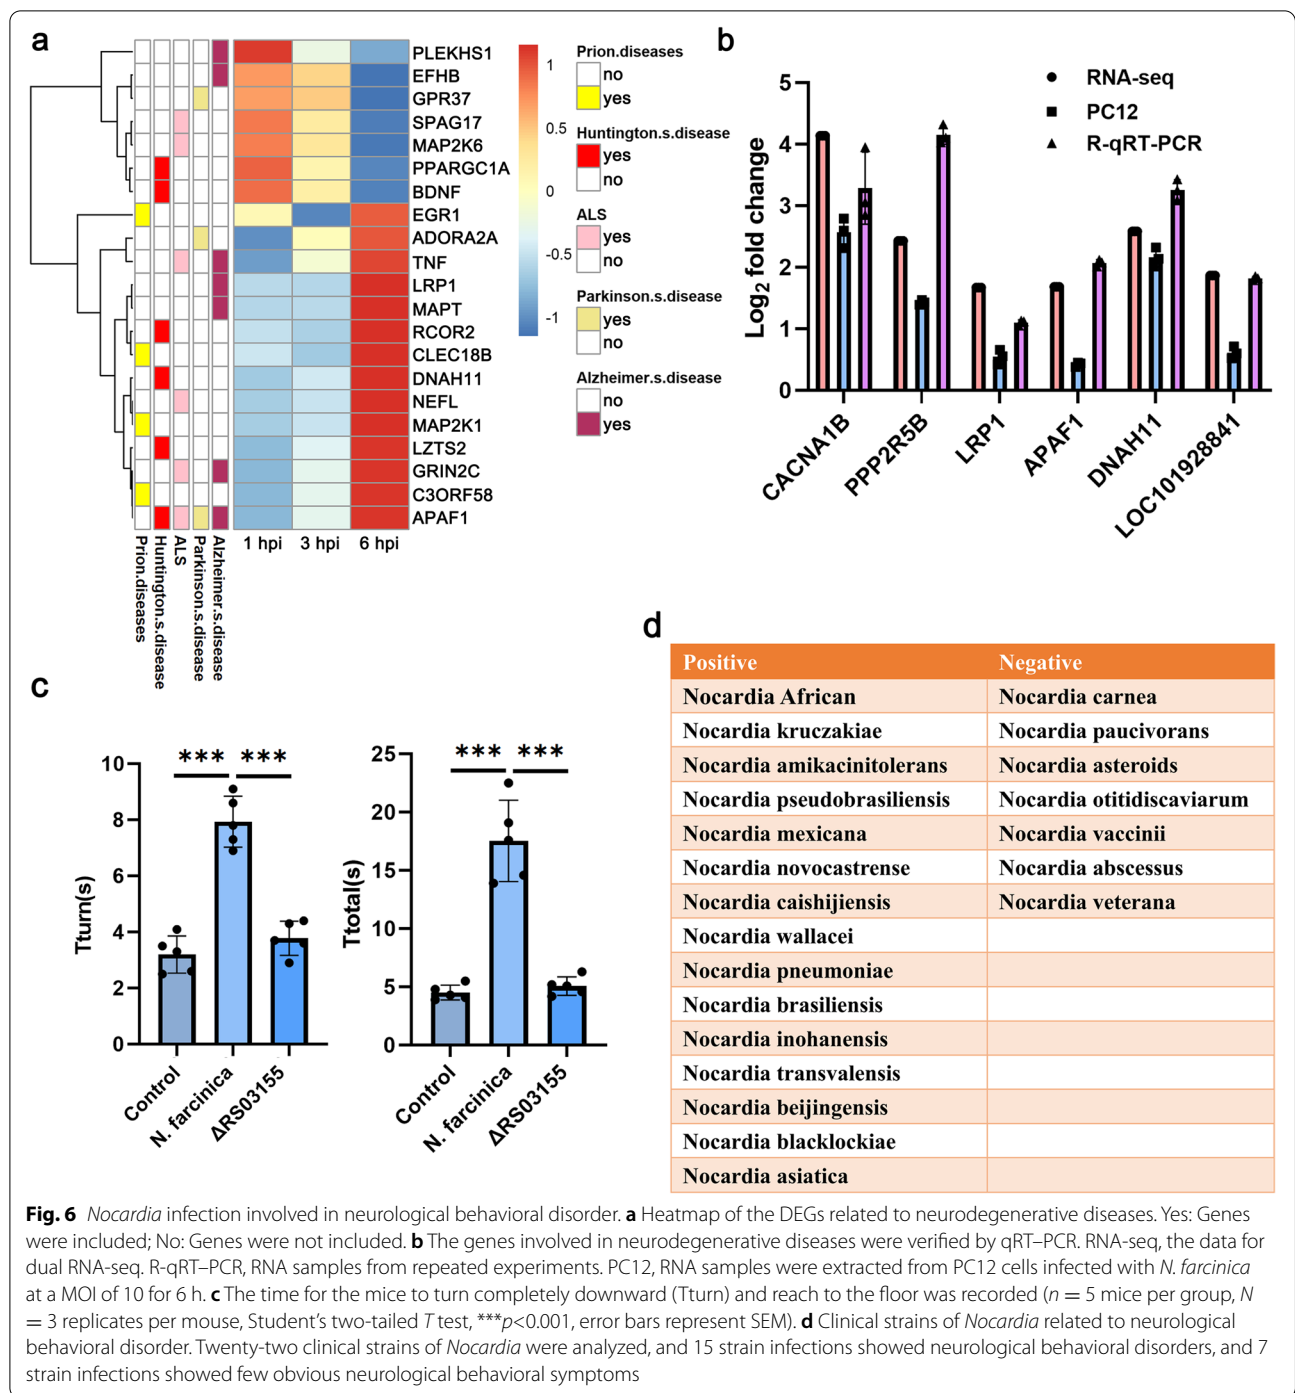 a
PLEKHS1
EFHB
GPR37
SPAG17
MAP2K6
PPARGC1A
BDNF
EGR1
ADORA2A
TNF
LRP1
MAPT
RCOR2
CLEC18B
DNAH11
NEFL
MAP2K1
LZTS2
GRIN2C
C3ORF58
APAF1
1 hpi 3 hpi 6 hpi
Prion.diseases
Huntington.s.disease
ALS
Parkinson.s.disease
Alzheimer.s.disease
1
0.5
0
-0.5
-1
Prion.diseases
no
yes
Huntington.s.disease
yes
no
ALS
yes
no
Parkinson.s.disease
yes
no
Alzheimer.s.disease
no
yes
b
Log2 fold change
5
4
3
2
1
0
RNA-seq
PC12
R-qRT-PCR
CACNA1B
PPP2R5B
LRP1
APAF1
DNAH11
LOC101928841
c
Tturn(s)
10
8
6
4
2
0
*** ***
Control
N. farcinica
ΔRS03155
Ttotal(s)
25
20
15
10
5
0
*** ***
Control
N. farcinica
ΔRS03155
d
Positive Negative
Nocardia African Nocardia carnea
Nocardia kruczakiae Nocardia paucivorans
Nocardia amikacinitolerans Nocardia asteroids
Nocardia pseudobrasiliensis Nocardia otitidiscaviarum
Nocardia mexicana Nocardia vaccinii
Nocardia novocastrense Nocardia abscessus
Nocardia caishijiensis Nocardia veterana
Nocardia wallacei
Nocardia pneumoniae
Nocardia brasiliensis
Nocardia inohanensis
Nocardia transvalensis
Nocardia beijingensis
Nocardia blacklockiae
Nocardia asiatica
Fig. 6 Nocardia infection involved in neurological behavioral disorder. a Heatmap of the DEGs related to neurodegenerative diseases. Yes: Genes
were included; No: Genes were not included. b The genes involved in neurodegenerative diseases were verified by qRT–PCR. RNA-seq, the data for
dual RNA-seq. R-qRT–PCR, RNA samples from repeated experiments. PC12, RNA samples were extracted from PC12 cells infected with N. farcinica
at a MOI of 10 for 6 h. c The time for the mice to turn completely downward (Tturn) and reach to the floor was recorded (n = 5 mice per group, N
= 3 replicates per mouse, Student's two-tailed T test, ***p<0.001, error bars represent SEM). d Clinical strains of Nocardia related to neurological
behavioral disorder. Twenty-two clinical strains of Nocardia were analyzed, and 15 strain infections showed neurological behavioral disorders, and 7
strain infections showed few obvious neurological behavioral symptoms